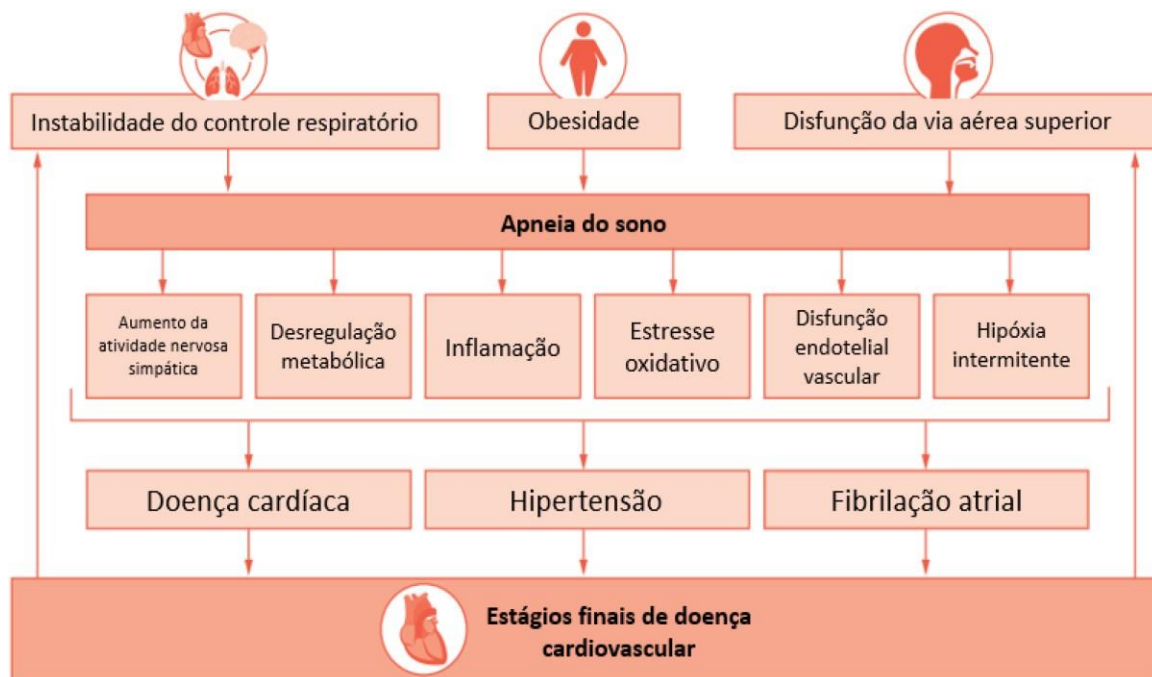 Instabilidade do controle respiratório
Obesidade
Disfunção da via aérea superior
Apneia do sono
Aumento da
atividade nervosa
simpática
Desregulação
metabólica
Inflamação
Estresse
oxidativo
Disfunção
endotelial
vascular
Hipóxia
intermitente
Doença cardíaca
Hipertensão
Fibrilação atrial
Estágios finais de doença
cardiovascular